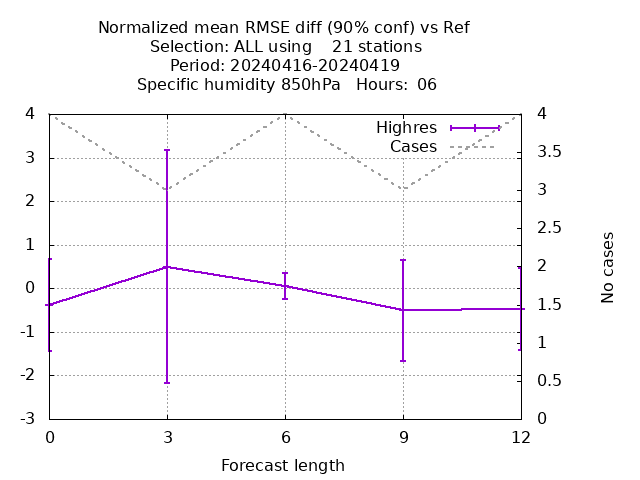 Normalized mean RMSE diff (90% conf) vs Ref
Selection: ALL using    21 stations
Period: 20240416-20240419
Specific humidity 850hPa   Hours:  06
Highres
Cases
4
3
2
1
0
-1
-2
-3
4
3.5
3
2.5
2
1.5
1
0.5
0
No cases
0 3 6 9 12
Forecast length